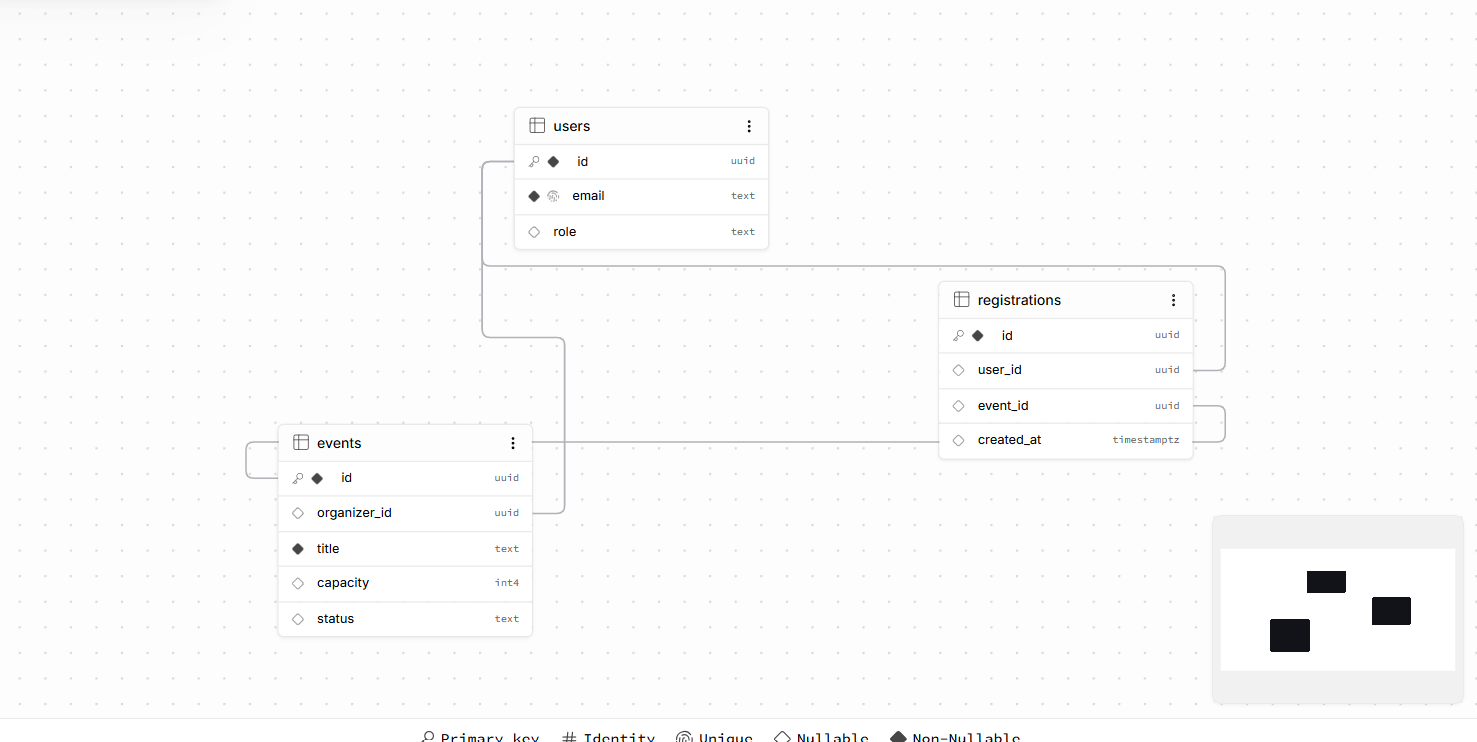 users
id uuid
email text
role text
registrations
id uuid
user_id uuid
event_id uuid
created_at timestamptz
events
id uuid
organizer_id uuid
title text
capacity int4
status text
Primary key # Identity Unique Nullable Non-Nullable